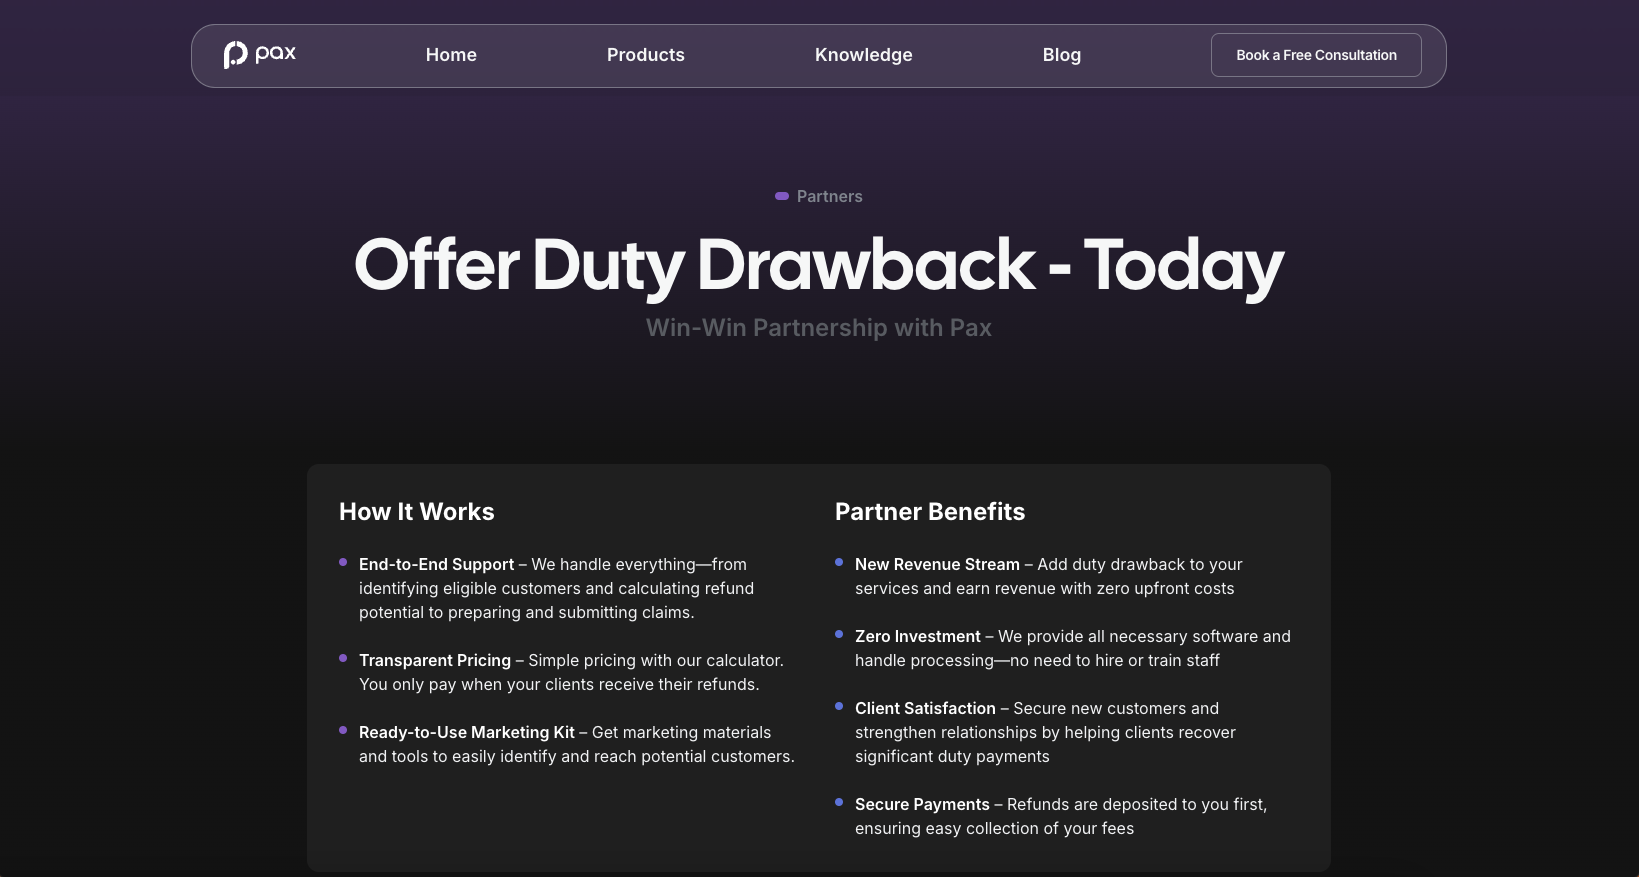 pax
Home
Products
Knowledge
Blog
Book a Free Consultation
Partners
Offer Duty Drawback - Today
Win-Win Partnership with Pax
How It Works
End-to-End Support – We handle everything—from
identifying eligible customers and calculating refund
potential to preparing and submitting claims.
Transparent Pricing – Simple pricing with our calculator.
You only pay when your clients receive their refunds.
Ready-to-Use Marketing Kit – Get marketing materials
and tools to easily identify and reach potential customers.
Partner Benefits
New Revenue Stream – Add duty drawback to your
services and earn revenue with zero upfront costs
Zero Investment – We provide all necessary software and
handle processing—no need to hire or train staff
Client Satisfaction – Secure new customers and
strengthen relationships by helping clients recover
significant duty payments
Secure Payments – Refunds are deposited to you first,
ensuring easy collection of your fees